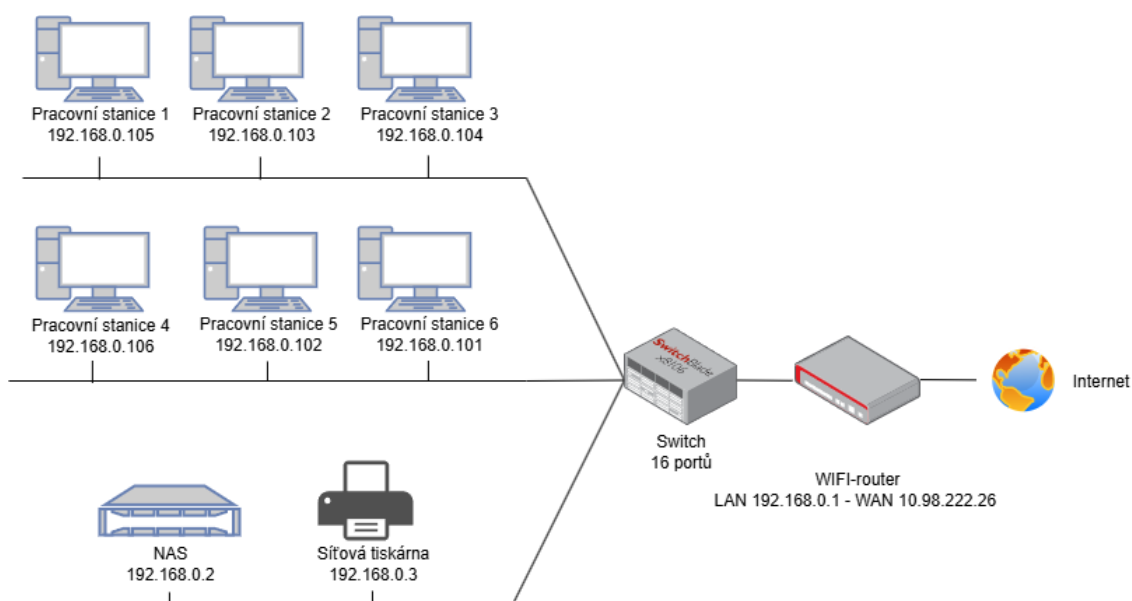 Pracovní stanice 1
192.168.0.105
Pracovní stanice 2
192.168.0.103
Pracovní stanice 3
192.168.0.104
Pracovní stanice 4
192.168.0.106
Pracovní stanice 5
192.168.0.102
Pracovní stanice 6
192.168.0.101
SwitchBlade
x8106
Switch
16 portů
WIFI-router
LAN 192.168.0.1 - WAN 10.98.222.26
Internet
NAS
192.168.0.2
Síťová tiskárna
192.168.0.3